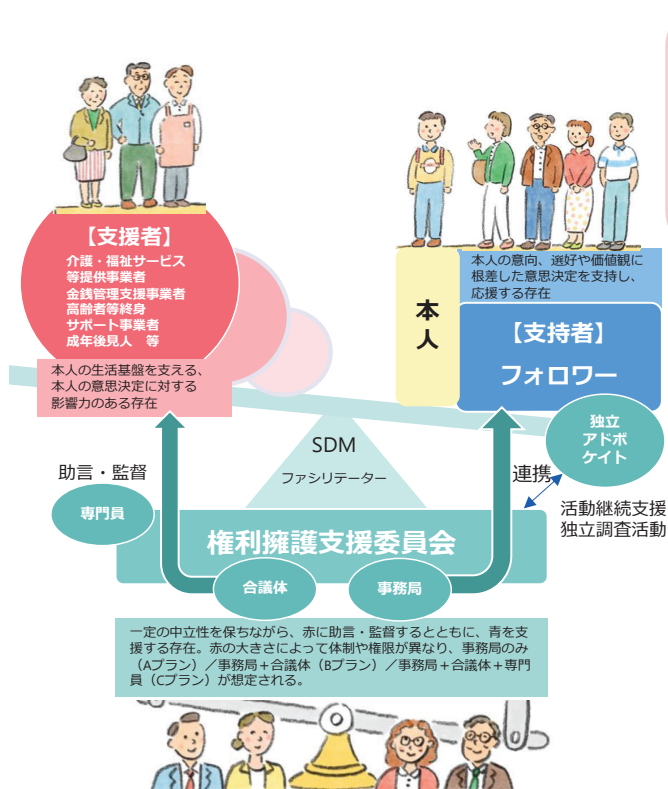 【支援者】
介護・福祉サービス
等提供事業者
金銭管理支援事業者
高齢者等終身
サポート事業者
成年後見人　等
本人の生活基盤を支える、
本人の意思決定に対する
影響力のある存在
本人
本人の意向、選好や価値観に
根差した意思決定を支持し、
応援する存在
【支持者】
フォロワー
独立
アドボ
ケイト
SDM
ファシリテーター
助言・監督
専門員
連携
活動継続支援
独立調査活動
権利擁護支援委員会
合議体
事務局
一定の中立性を保ちながら、赤に助言・監督するとともに、青を支
援する存在。赤の大きさによって体制や権限が異なり、事務局のみ
（Aプラン）／事務局＋合議体（Bプラン）／事務局＋合議体＋専門
員（Cプラン）が想定される。